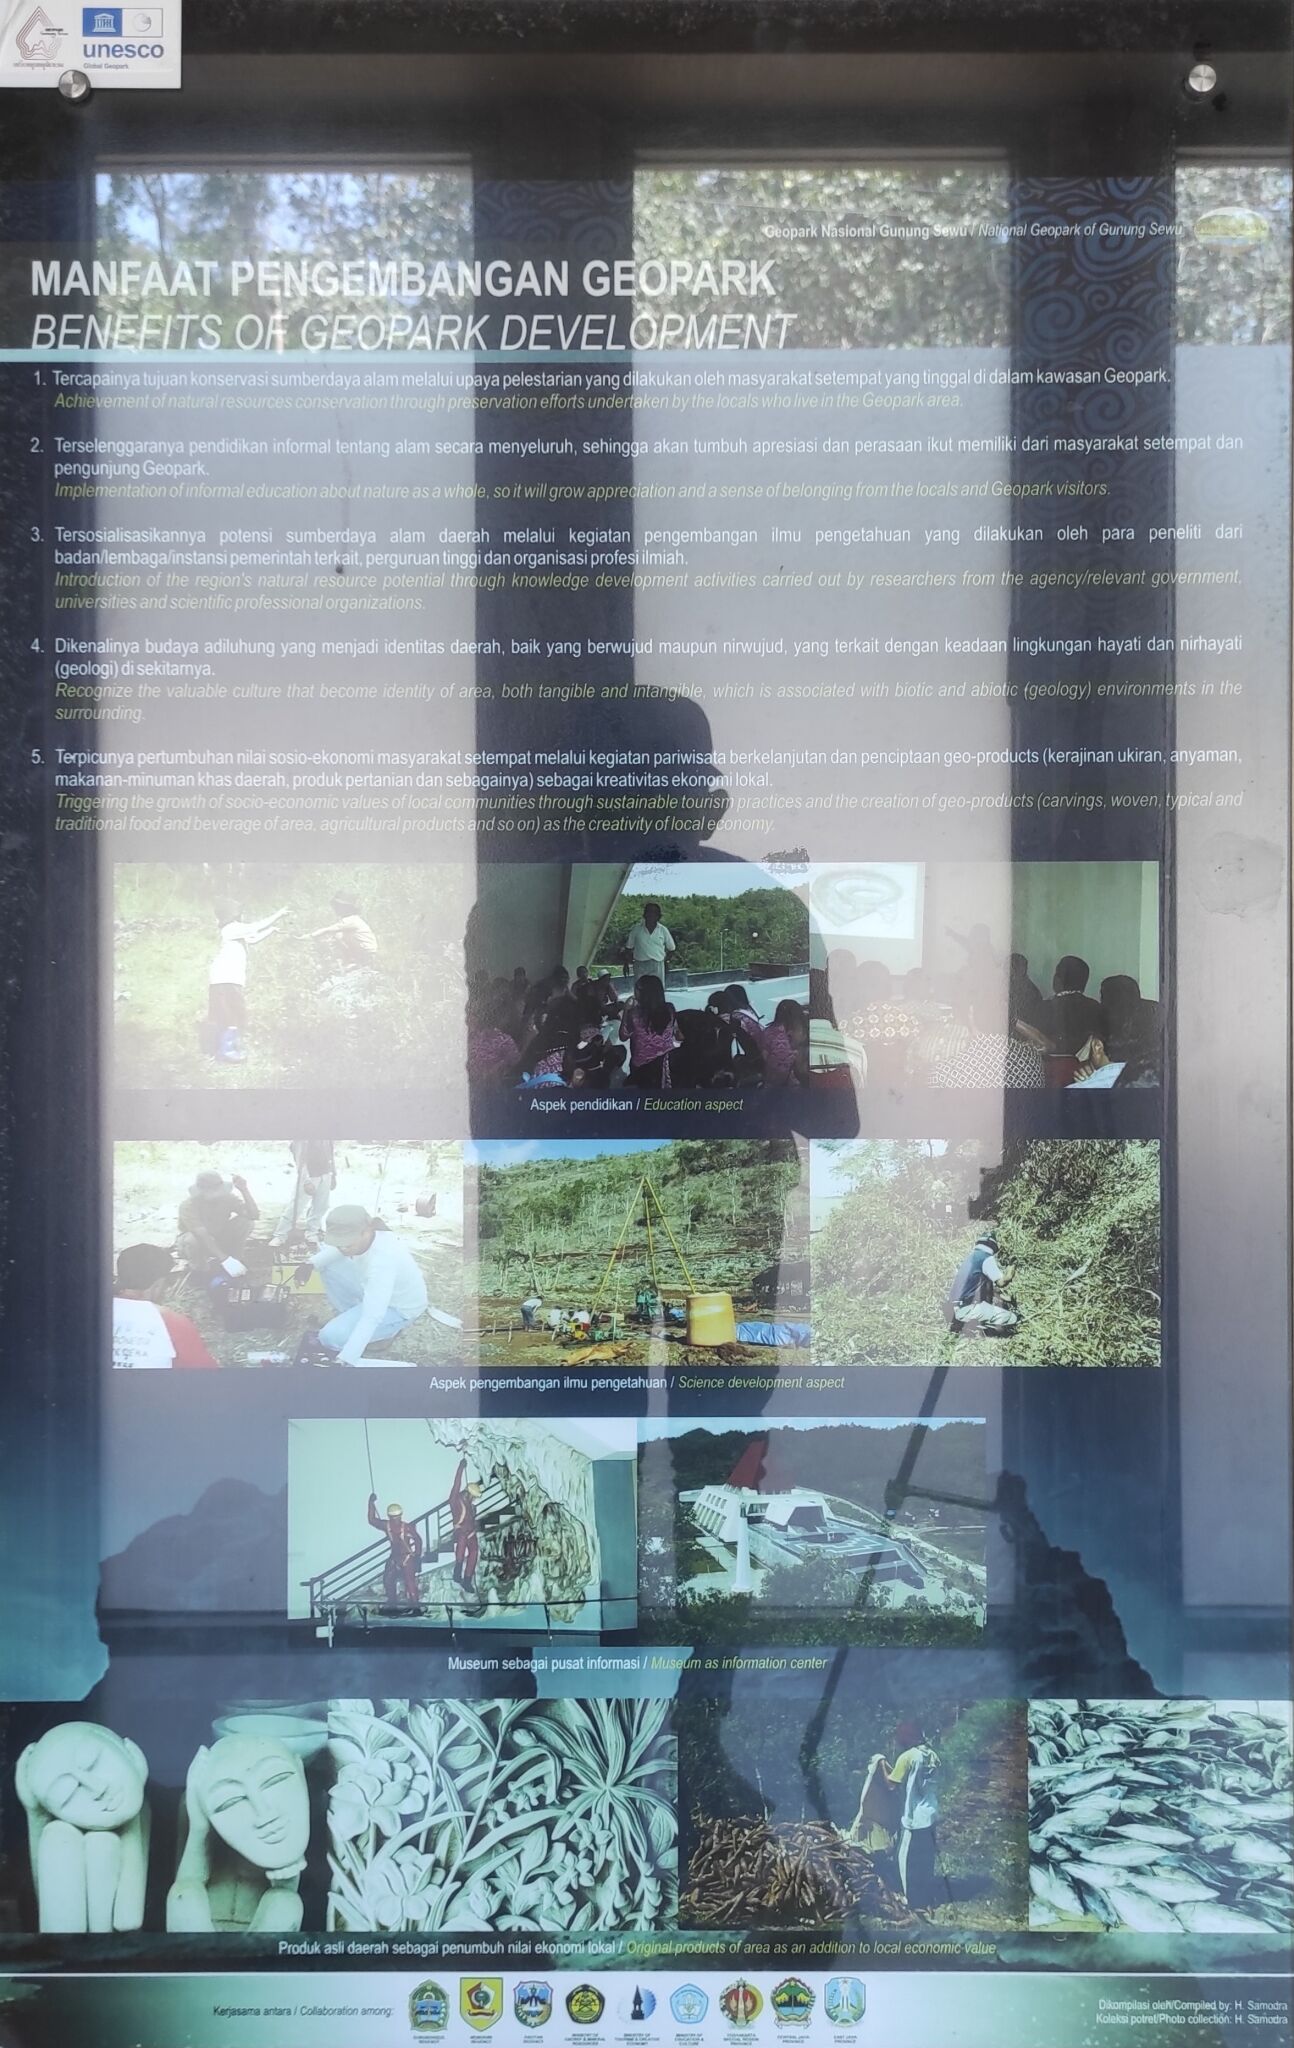 unesco
Global Geopark
Geopark Nasional Gunung Sewu / National Geopark of Gunung Sewu
MANFAAT PENGEMBANGAN GEOPARK
BENEFITS OF GEOPARK DEVELOPMENT
1. Tercapainya tujuan konservasi sumberdaya alam melalui upaya pelestarian yang dilakukan oleh masyarakat setempat yang tinggal di dalam kawasan Geopark.
Achievement of natural resources conservation through preservation efforts undertaken by the locals who live in the Geopark area.
2. Terselenggaranya pendidikan informal tentang alam secara menyeluruh, sehingga akan tumbuh apresiasi dan perasaan ikut memiliki dari masyarakat setempat dan
pengunjung Geopark.
Implementation of informal education about nature as a whole, so it will grow appreciation and a sense of belonging from the locals and Geopark visitors.
3. Tersosialisasikannya potensi sumberdaya alam daerah melalui kegiatan pengembangan ilmu pengetahuan yang dilakukan oleh para peneliti dari
badan/lembaga/instansi pemerintah terkait, perguruan tinggi dan organisasi profesi ilmiah.
Introduction of the region's natural resource potential through knowledge development activities carried out by researchers from the agency/relevant government,
universities and scientific professional organizations.
4. Dikenalinya budaya adiluhung yang menjadi identitas daerah, baik yang berwujud maupun nirwujud, yang terkait dengan keadaan lingkungan hayati dan nirhayati
(geologi) di sekitarnya.
Recognize the valuable culture that become identity of area, both tangible and intangible, which is associated with biotic and abiotic (geology) environments in the
surrounding.
5. Terpicunya pertumbuhan nilai sosio-ekonomi masyarakat setempat melalui kegiatan pariwisata berkelanjutan dan penciptaan geo-products (kerajinan ukiran, anyaman,
makanan-minuman khas daerah, produk pertanian dan sebagainya) sebagai kreativitas ekonomi lokal.
Triggering the growth of socio-economic values of local communities through sustainable tourism practices and the creation of geo-products (carvings, woven, typical and
traditional food and beverage of area, agricultural products and so on) as the creativity of local economy.
Aspek pendidikan / Education aspect
Aspek pengembangan ilmu pengetahuan / Science development aspect
Museum sebagai pusat informasi / Museum as information center
Produk asli daerah sebagai penumbuh nilai ekonomi lokal / Original products of area as an addition to local economic value
Kerjasama antara / Collaboration among:
Dikompilasi oleh/Compiled by: H. Samodra
Koleksi potret/Photo collection: H. Samodra